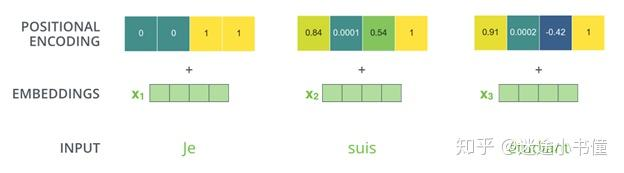 POSITIONAL ENCODING 0 0 1 1 0.84 0.0001 0.54 1 0.91 0.0002 -0.42 1
+ + +
EMBEDDINGS x1 x2 x3
INPUT Je suis
知乎 @迷途小书僮